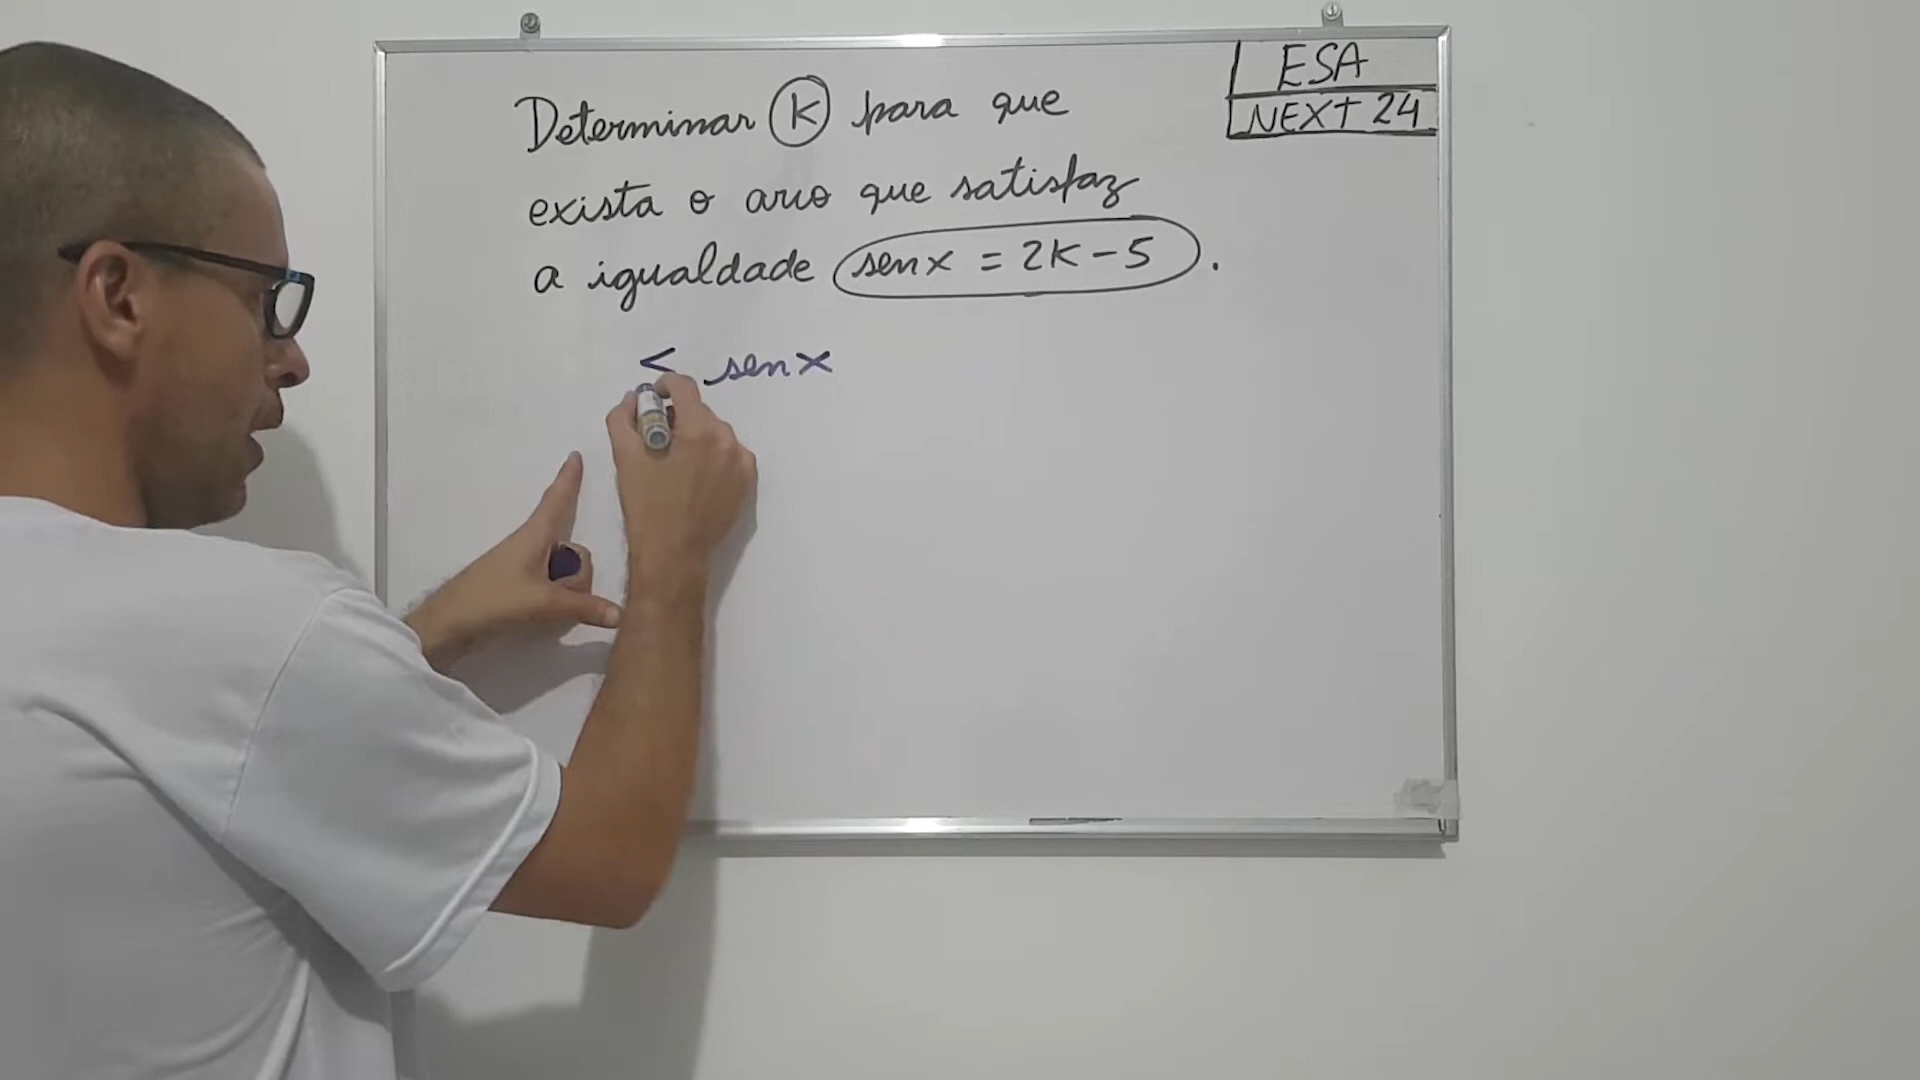 Determinar K para que
exista o arco que satisfaz
a igualdade sen x = 2K - 5 .
< sen x
ESA
NEXT 24